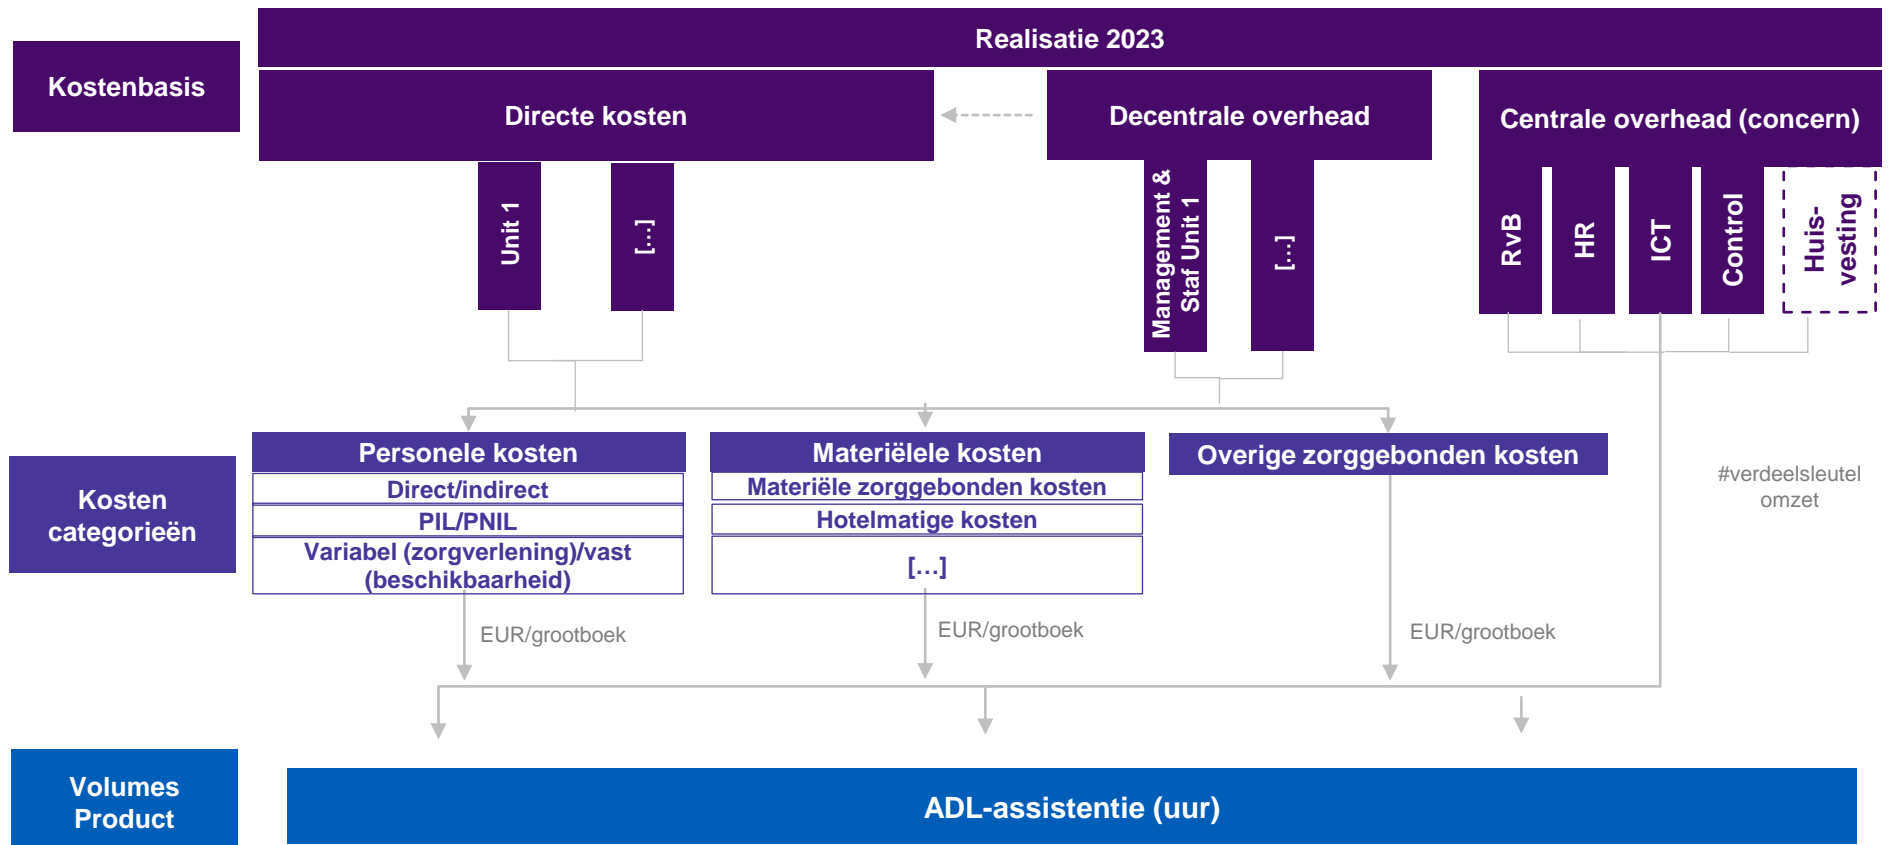 Realisatie 2023
Kostenbasis
Directe kosten
Decentrale overhead
Centrale overhead (concern)
Unit 1
[...]
Management &
Staf Unit 1
[...]
RvB
HR
ICT
Control
Huis-
vesting
Kosten
categorieën
Personele kosten
Direct/indirect
PIL/PNIL
Variabel (zorgverlening)/vast
(beschikbaarheid)
Materiëlele kosten
Materiële zorggebonden kosten
Hotelmatige kosten
[...]
Overige zorggebonden kosten
#verdeelsleutel
omzet
EUR/grootboek
EUR/grootboek
EUR/grootboek
Volumes
Product
ADL-assistentie (uur)